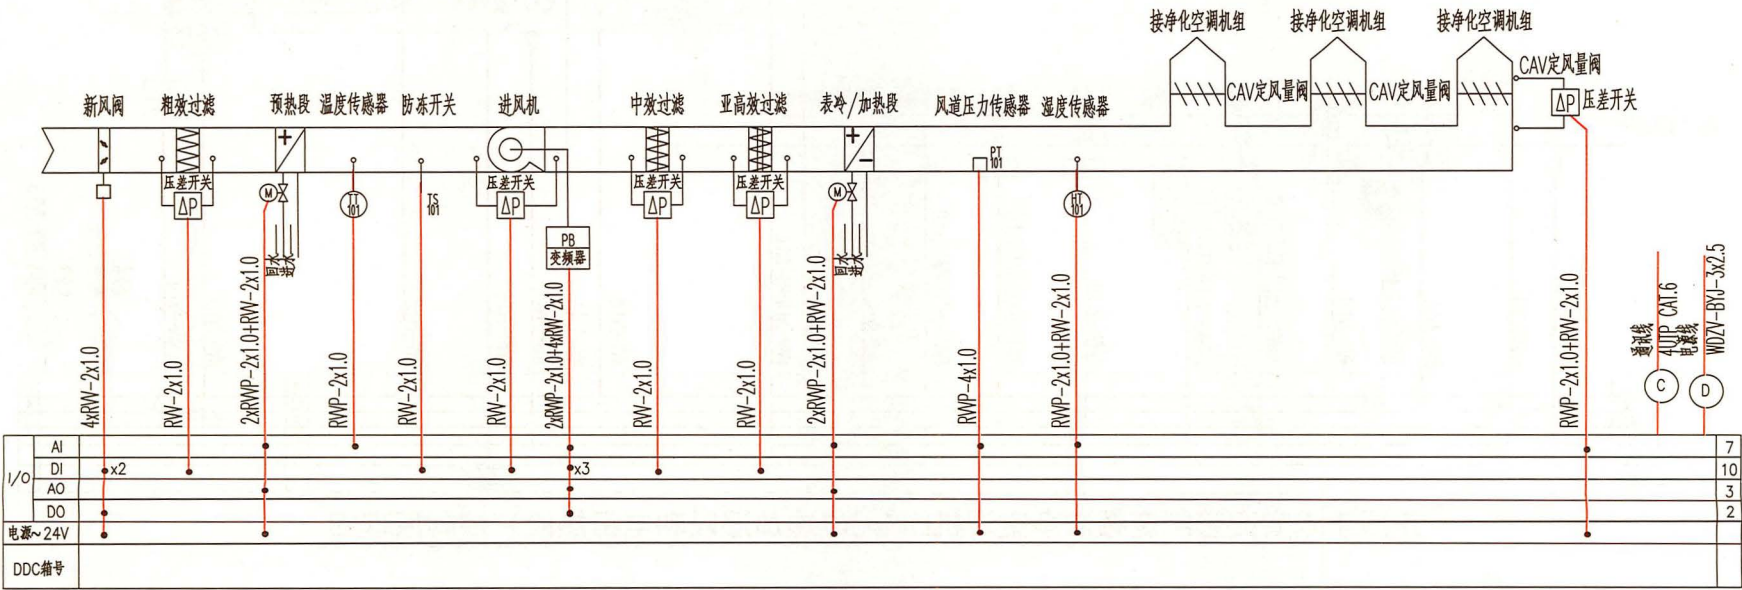 接净化空调机组
接净化空调机组
接净化空调机组
CAV定风量阀
CAV定风量阀
CAV定风量阀
ΔP
压差开关
新风阀
粗效过滤
预热段
温度传感器
防冻开关
进风机
中效过滤
亚高效过滤
表冷/加热段
风道压力传感器
湿度传感器
PT
101
压差开关
压差开关
压差开关
压差开关
ΔP
M
TT
101
TS
101
ΔP
ΔP
ΔP
M
HT
101
PB
变频器
回水
进水
回水
进水
4xRW-2x1.0
RW-2x1.0
2xRWP-2x1.0+RW-2x1.0
RWP-2x1.0
RW-2x1.0
RW-2x1.0
2xRWP-2x1.0+4xRW-2x1.0
RW-2x1.0
RW-2x1.0
2xRWP-2x1.0+RW-2x1.0
RWP-4x1.0
RWP-2x1.0+RW-2x1.0
RWP-2x1.0+RW-2x1.0
通讯线
4UTP CAT.6
电源线
WDZV-BYJ-3x2.5
C
D
I/O
AI
7
DI
x2
x3
10
AO
3
DO
2
电源~24V
DDC箱号